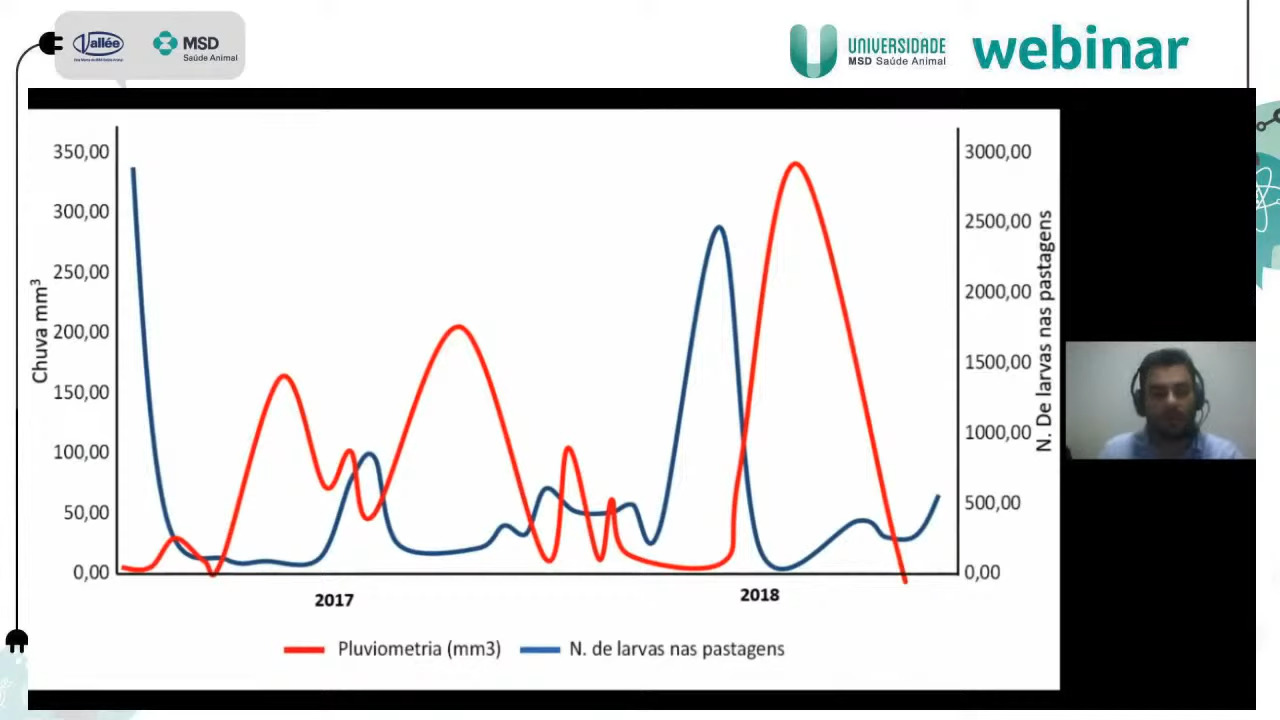 Vallée
MSD
Saúde Animal
UNIVERSIDADE
MSD Saúde Animal
webinar
Chuva mm³
350,00
300,00
250,00
200,00
150,00
100,00
50,00
0,00
3000,00
2500,00
2000,00
1500,00
1000,00
500,00
0,00
N. De larvas nas pastagens
2017
2018
Pluviometria (mm3)
N. de larvas nas pastagens